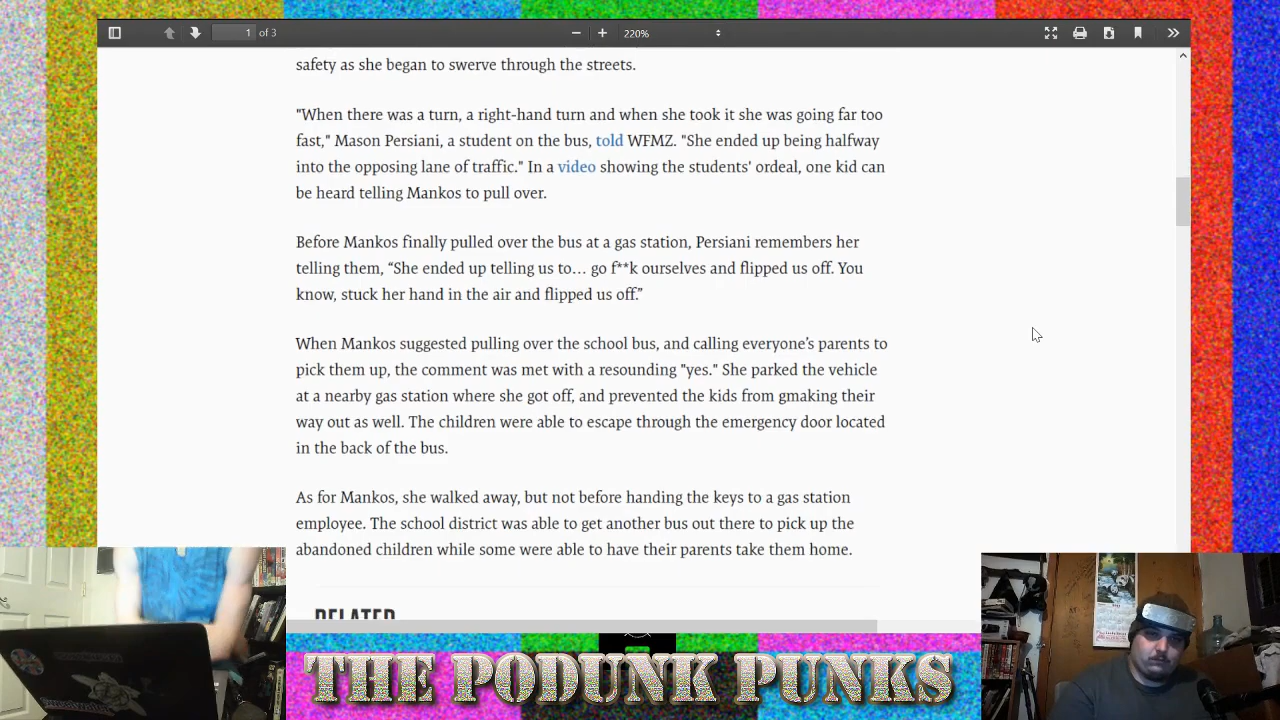 1 of 3
220%
safety as she began to swerve through the streets.
"When there was a turn, a right-hand turn and when she took it she was going far too
fast," Mason Persiani, a student on the bus, told WFMZ. "She ended up being halfway
into the opposing lane of traffic." In a video showing the students' ordeal, one kid can
be heard telling Mankos to pull over.
Before Mankos finally pulled over the bus at a gas station, Persiani remembers her
telling them, “She ended up telling us to… go f**k ourselves and flipped us off. You
know, stuck her hand in the air and flipped us off.”
When Mankos suggested pulling over the school bus, and calling everyone’s parents to
pick them up, the comment was met with a resounding "yes." She parked the vehicle
at a nearby gas station where she got off, and prevented the kids from gmaking their
way out as well. The children were able to escape through the emergency door located
in the back of the bus.
As for Mankos, she walked away, but not before handing the keys to a gas station
employee. The school district was able to get another bus out there to pick up the
abandoned children while some were able to have their parents take them home.
RELATED
THE PODUNK PUNKS